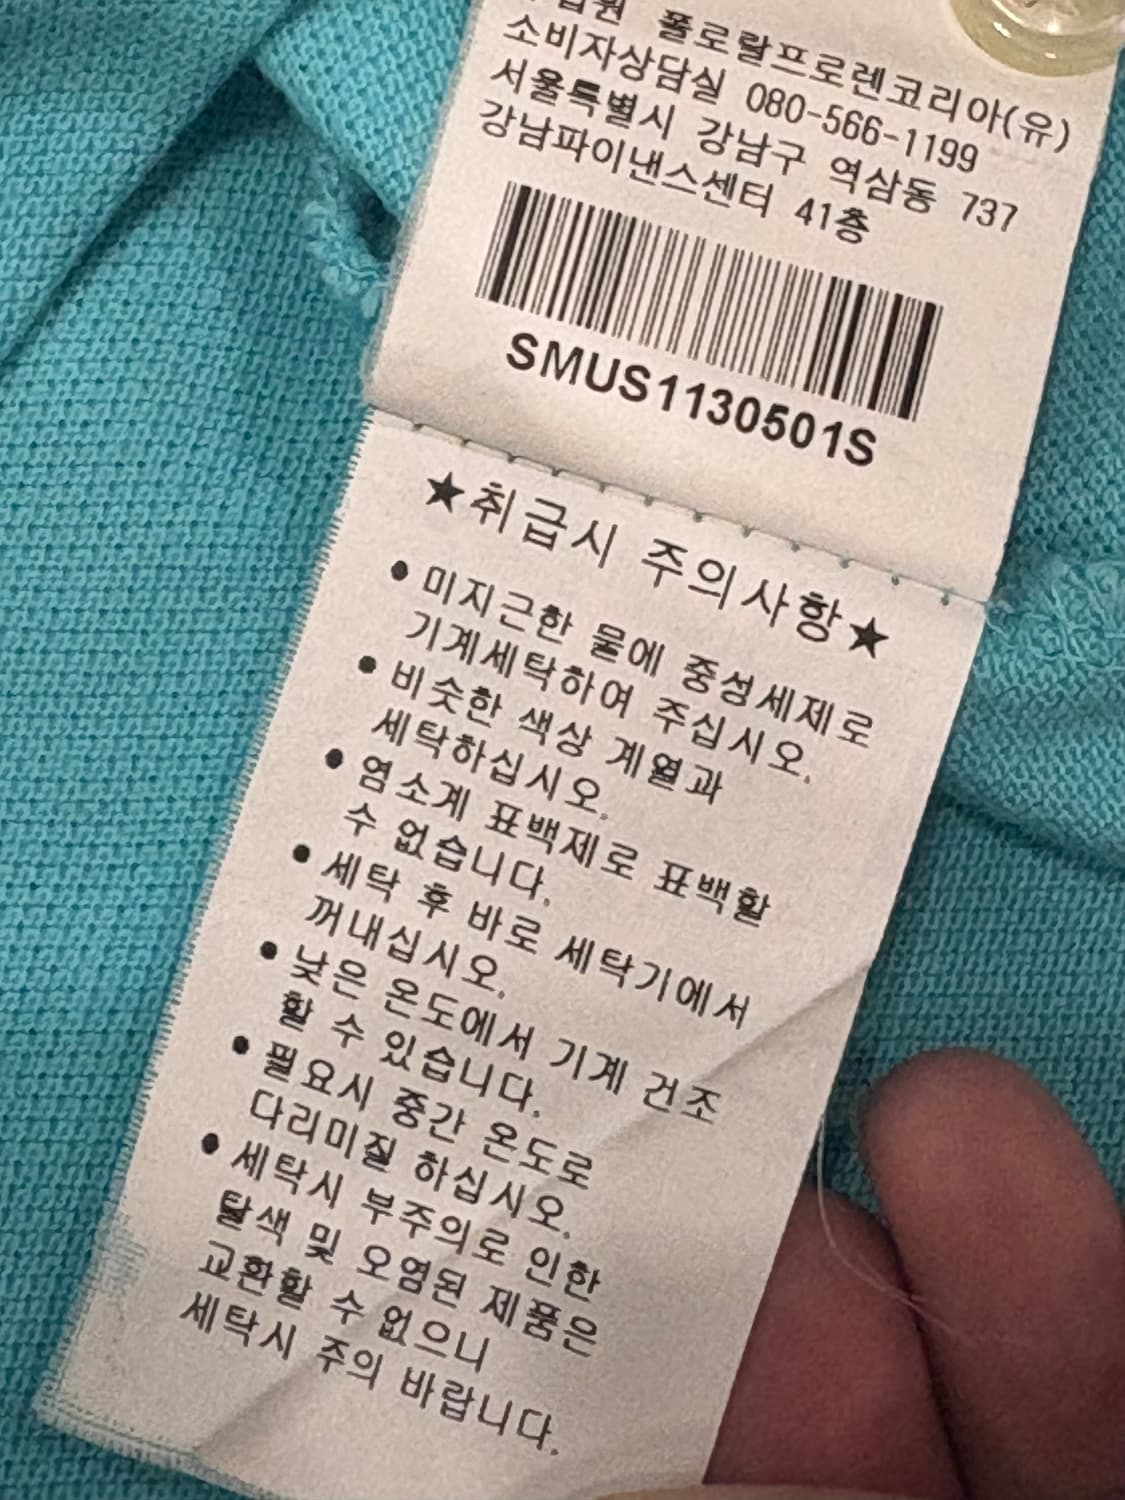 폴로랄프로렌코리아(유)
소비자상담실 080-566-1199
서울특별시 강남구 역삼동 737
강남파이낸스센터 41층
SMUS1130501S
★취급시 주의사항★
● 미지근한 물에 중성세제로
기계세탁하여 주십시오.
● 비슷한 색상 계열과
세탁하십시오.
● 염소계 표백제로 표백할
수 없습니다.
● 세탁 후 바로 세탁기에서
꺼내십시오.
● 낮은 온도에서 기계 건조
할 수 있습니다.
● 필요시 중간 온도로
다리미질 하십시오.
● 세탁시 부주의로 인한
탈색 및 오염된 제품은
교환할 수 없으니
세탁시 주의 바랍니다.